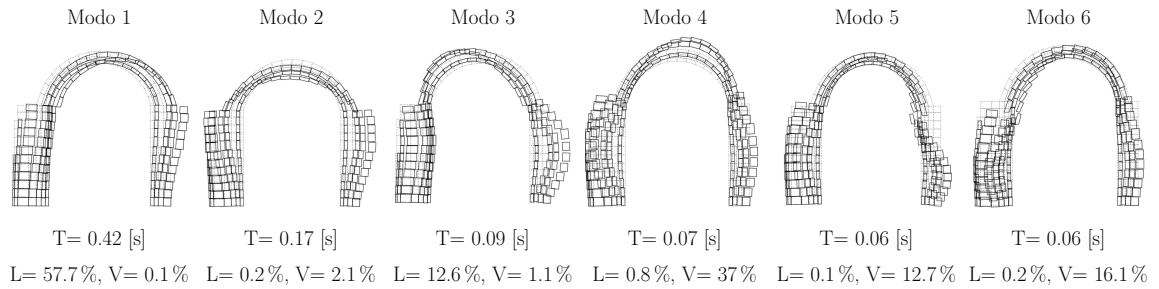 Modo 1 Modo 2 Modo 3 Modo 4 Modo 5 Modo 6
T= 0.42 [s] T= 0.17 [s] T= 0.09 [s] T= 0.07 [s] T= 0.06 [s] T= 0.06 [s]
L= 57.7 %, V= 0.1 % L= 0.2 %, V= 2.1 % L= 12.6 %, V= 1.1 % L= 0.8 %, V= 37 % L= 0.1 %, V= 12.7 % L= 0.2 %, V= 16.1 %